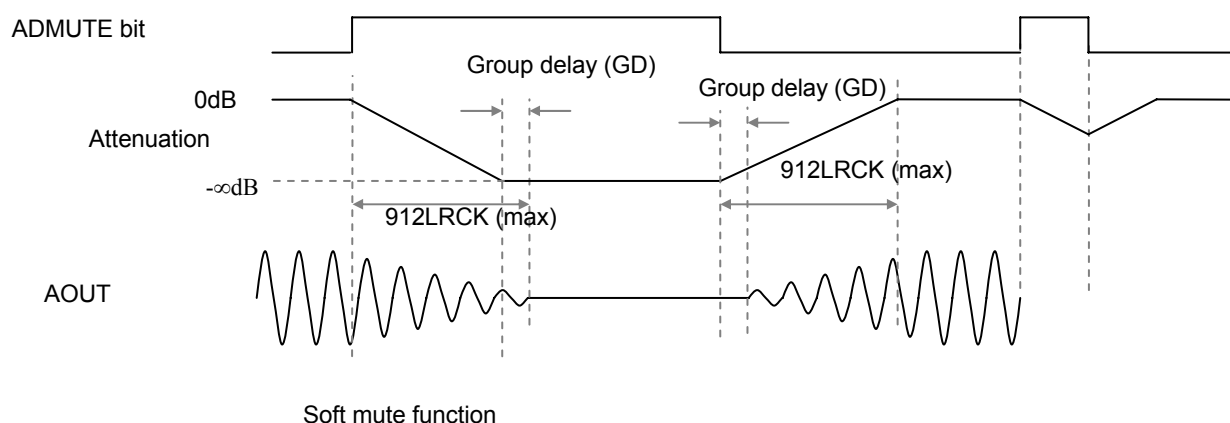 ADMUTE bit
Group delay (GD)
Group delay (GD)
0dB
Attenuation
912LRCK (max)
-∞dB
912LRCK (max)
AOUT
Soft mute function